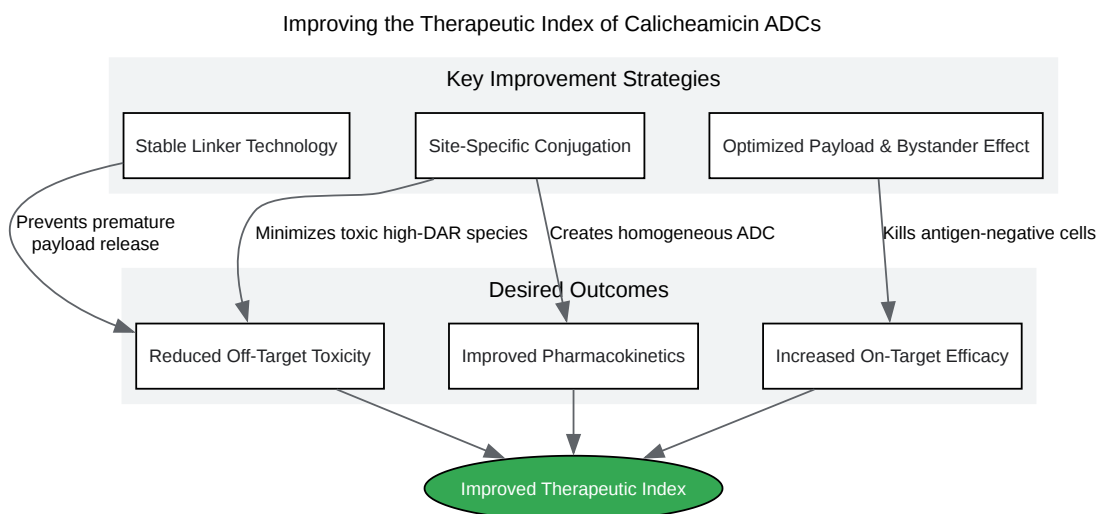 Improving the Therapeutic Index of Calicheamicin ADCs
Key Improvement Strategies
Stable Linker Technology
Site-Specific Conjugation
Optimized Payload & Bystander Effect
Prevents premature
payload release
Minimizes toxic high-DAR species
Creates homogeneous ADC
Kills antigen-negative cells
Desired Outcomes
Reduced Off-Target Toxicity
Improved Pharmacokinetics
Increased On-Target Efficacy
Improved Therapeutic Index